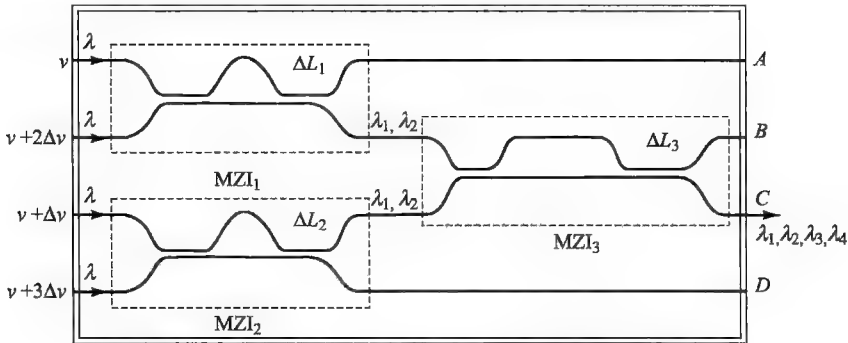 λ
ΔL₁
ν
A
λ
λ₁, λ₂
ν+2Δν
B
ΔL₃
MZI₁
λ
λ₁, λ₂
ν+Δν
ΔL₂
C
MZI₃
λ₁, λ₂, λ₃, λ₄
λ
ν+3Δν
D
MZI₂